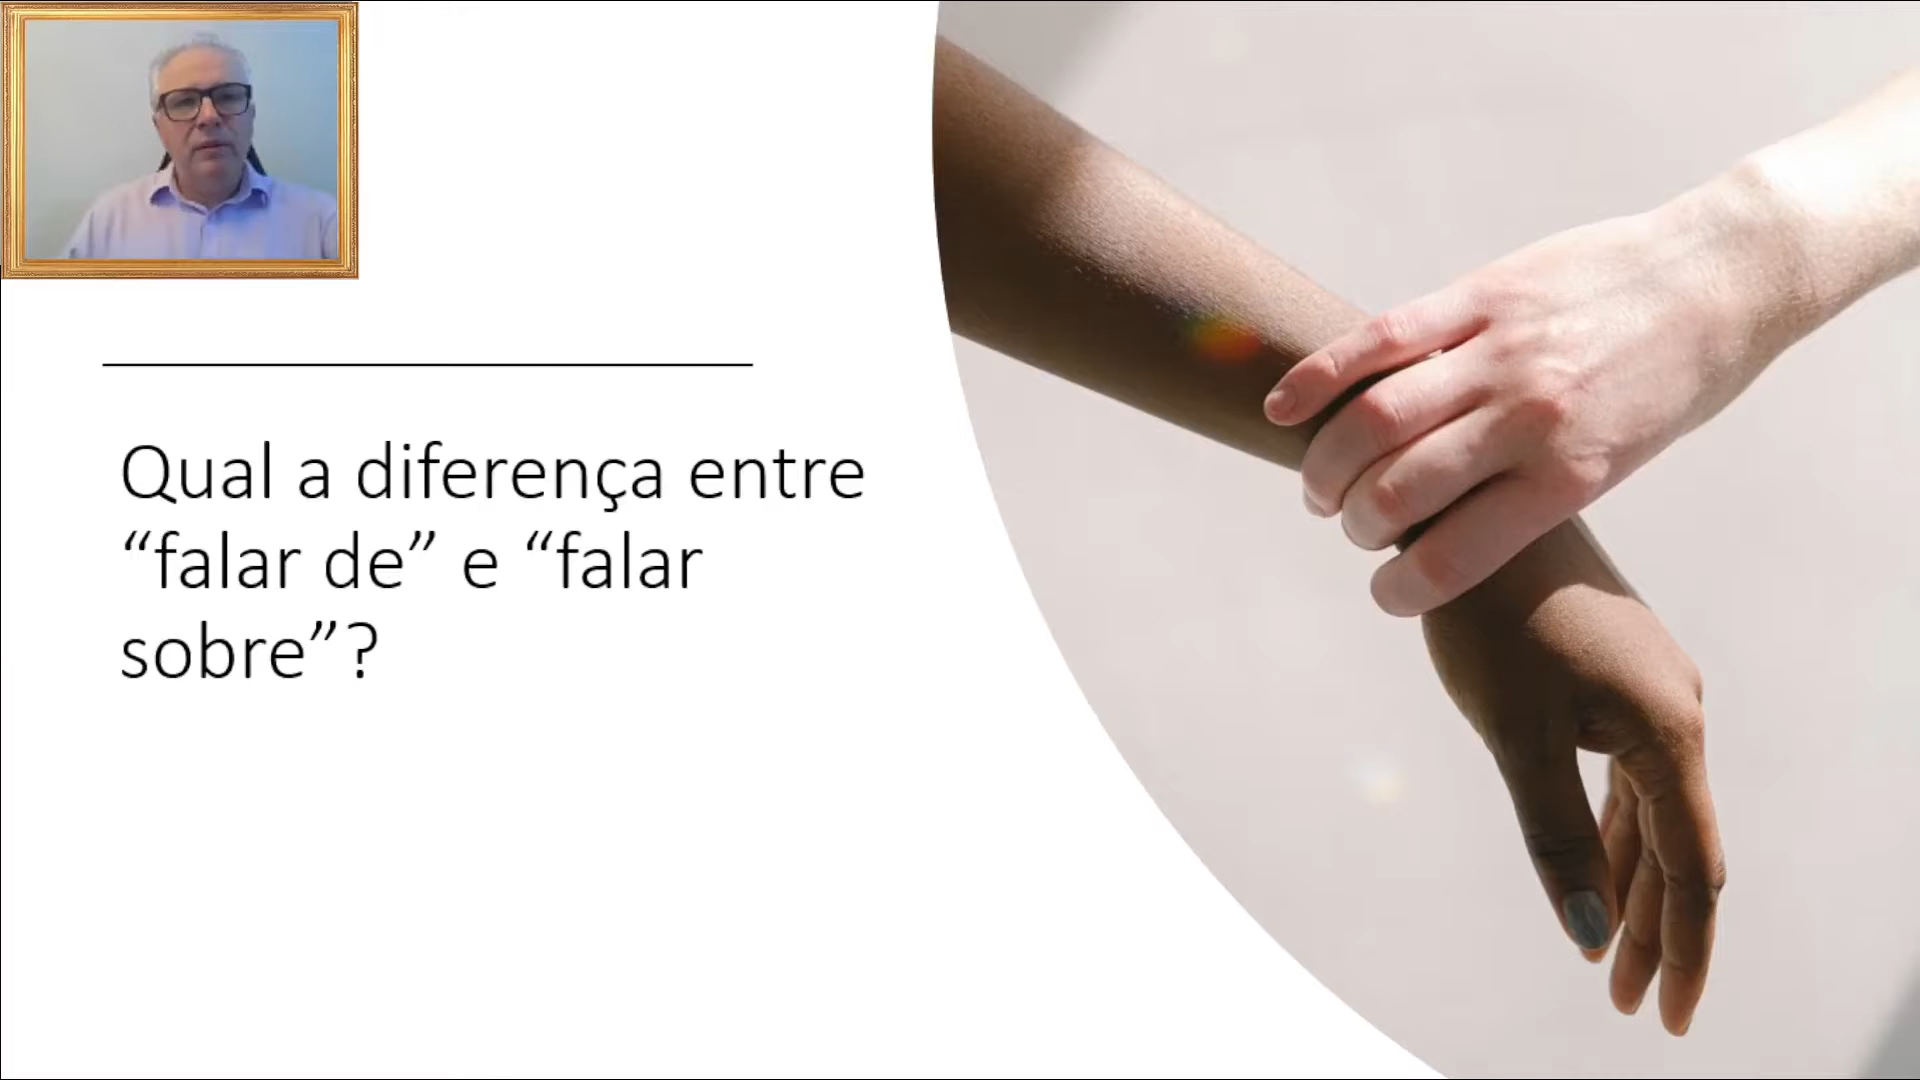 Qual a diferença entre
“falar de” e “falar
sobre”?